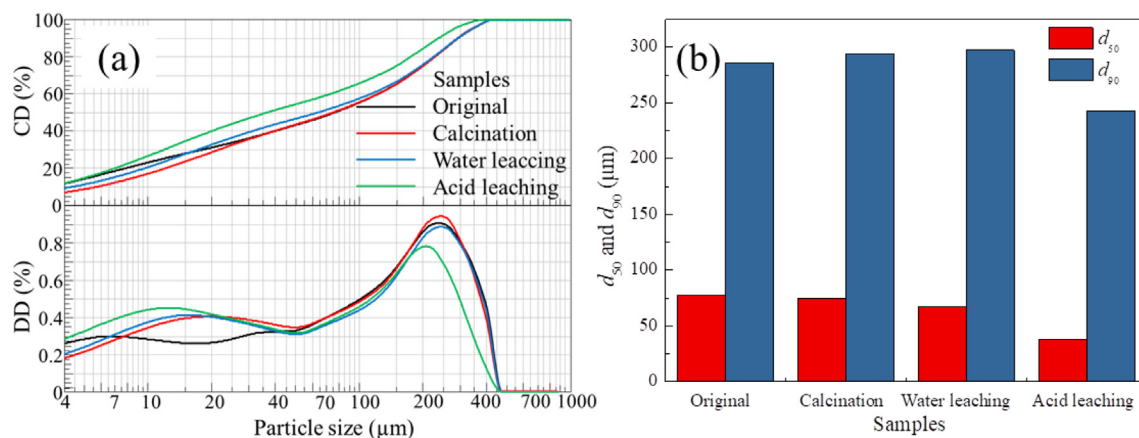 (a)
CD (%)
100
80
60
40
20
0
Samples
Original
Calcination
Water leaccing
Acid leaching
DD (%)
0.8
0.6
0.4
0.2
0
4 7 10 20 40 70 100 200 400 1000
Particle size (µm)
(b)
d50
d90
d50 and d90 (µm)
300
250
200
150
100
50
0
Original Calcination Water leaching Acid leaching
Samples